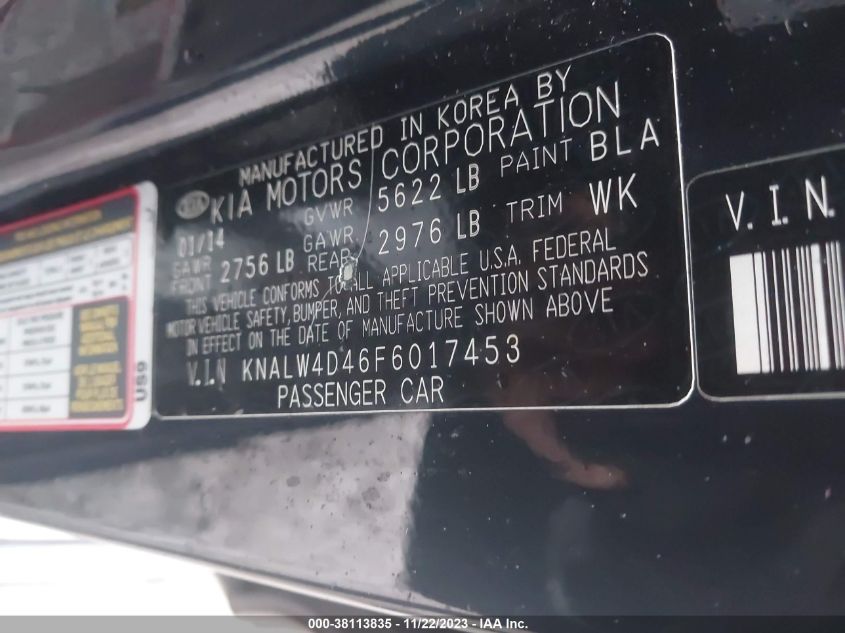 MANUFACTURED IN KOREA BY
KIA KIA MOTORS CORPORATION
01/14 GVWR 5622 LB PAINT BLA
GAWR FRONT 2756 LB GAWR REAR 2976 LB TRIM WK
THIS VEHICLE CONFORMS TO ALL APPLICABLE U.S.A. FEDERAL
MOTOR VEHICLE SAFETY, BUMPER, AND THEFT PREVENTION STANDARDS
IN EFFECT ON THE DATE OF MANUFACTURE SHOWN ABOVE
V.I.N KNALW4D46F6017453
PASSENGER CAR
V.I.N.
USO
000-38113835 - 11/22/2023 - IAA Inc.